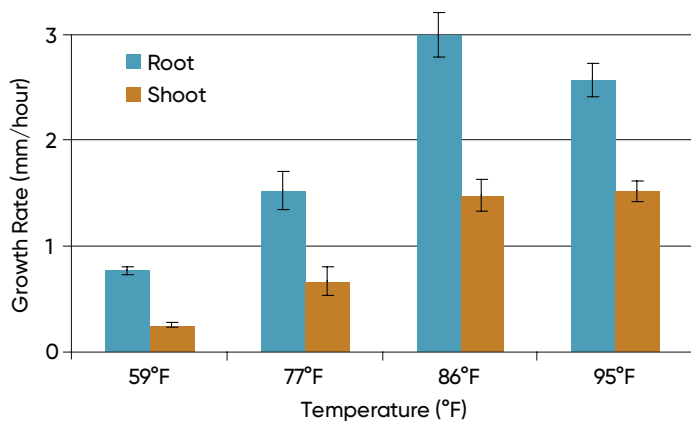 3
2
1
0
Growth Rate (mm/hour)
Root
Shoot
59°F 77°F 86°F 95°F
Temperature (°F)